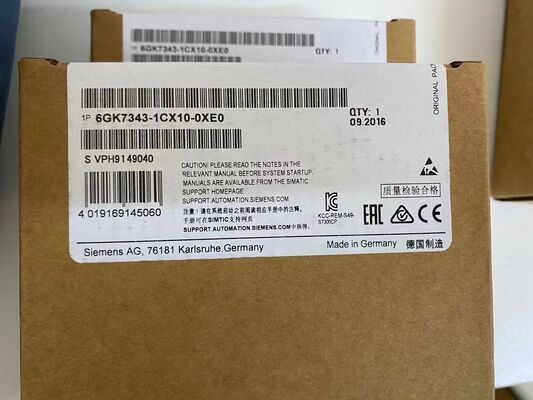 6GK7343-1CX10-0XE0
QTY: 1
1P 6GK7343-1CX10-0XE0
QTY: 1
09.2016
ORIGINAL
S VPH9149040
CAUTION! PLEASE READ THE NOTES IN THE
RELEVANT MANUAL BEFORE SYSTEM STARTUP.
MANUALS ARE AVAILABLE FROM THE SIMATIC
SUPPORT HOMEPAGE
SUPPORT.AUTOMATION.SIEMENS.COM
注意!请在系统启动之前阅读相应手册中的注释。
手册可在SIMTIC支持网页
SUPPORT.AUTOMATION.SIEMENS.COM中获得。
质量检验合格
KCC-REM-S49-
S7300CP
EAC CE
4 019169145060
Siemens AG, 76181 Karlsruhe.Germany
Made in Germany 德国制造